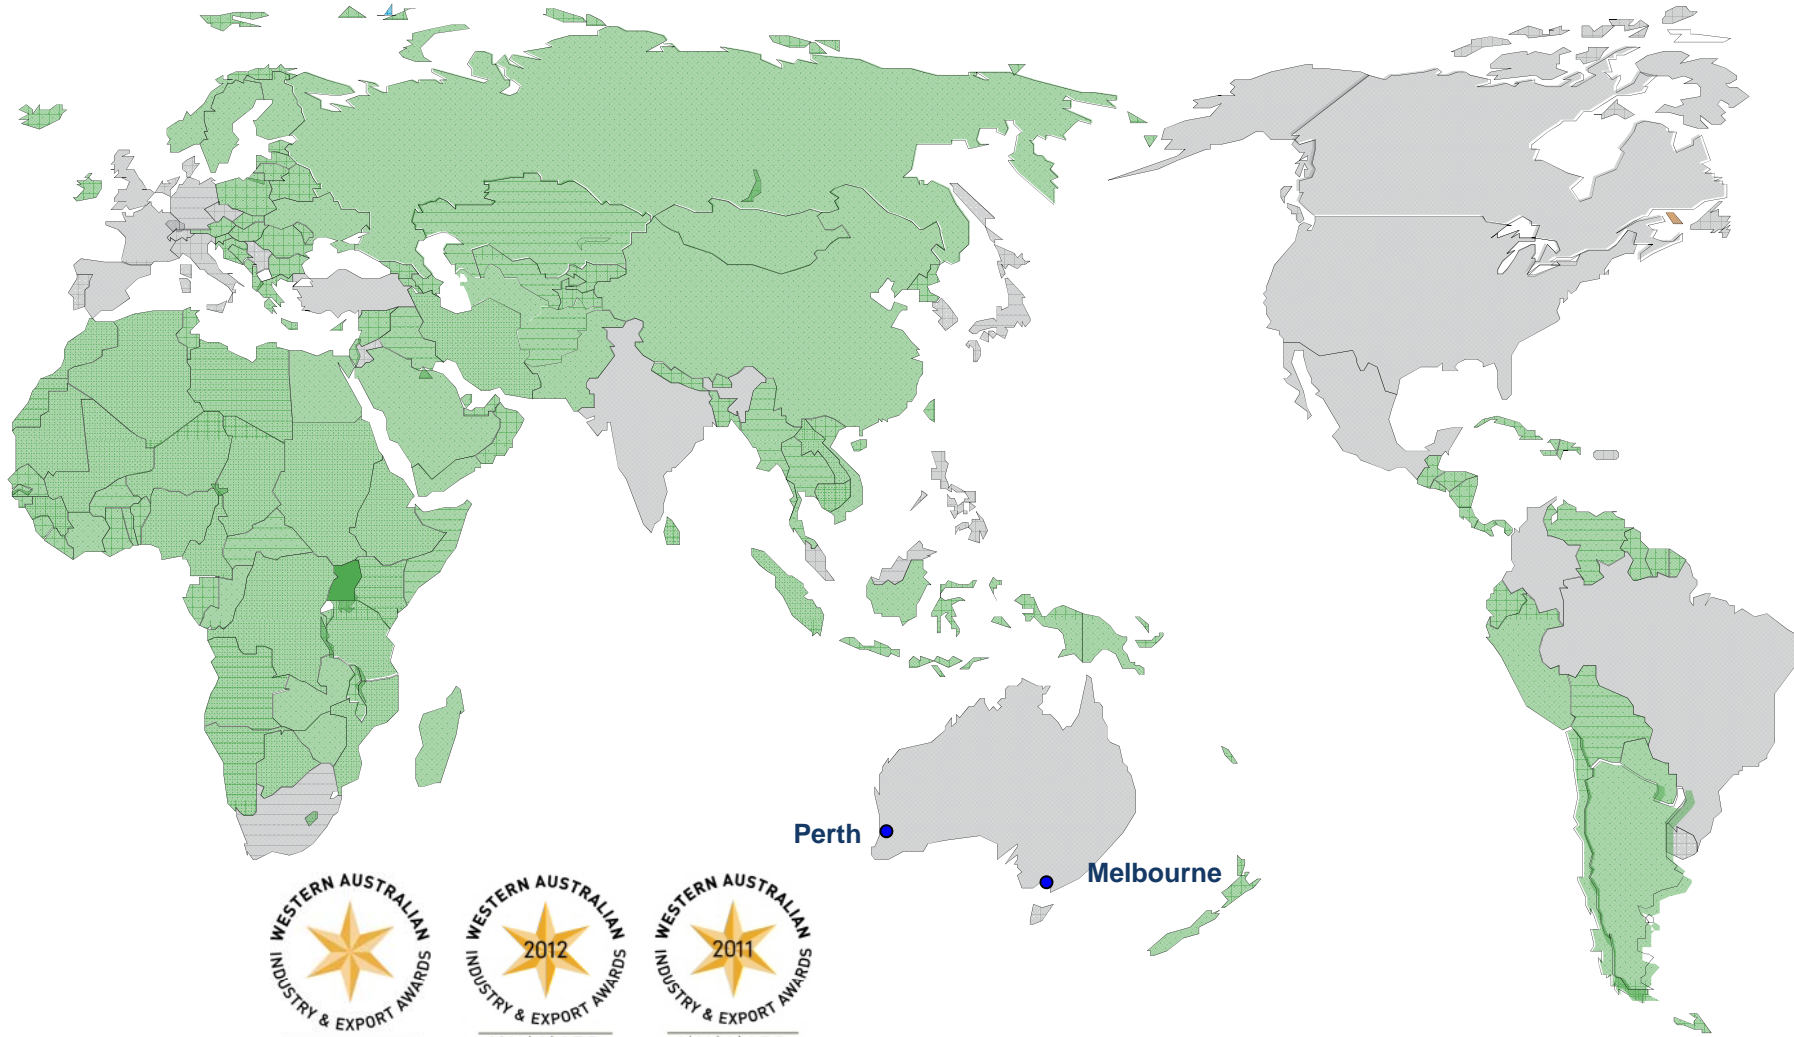 Perth
Melbourne
WESTERN AUSTRALIAN
INDUSTRY & EXPORT AWARDS
WESTERN AUSTRALIAN
2012
INDUSTRY & EXPORT AWARDS
WESTERN AUSTRALIAN
2011
INDUSTRY & EXPORT AWARDS